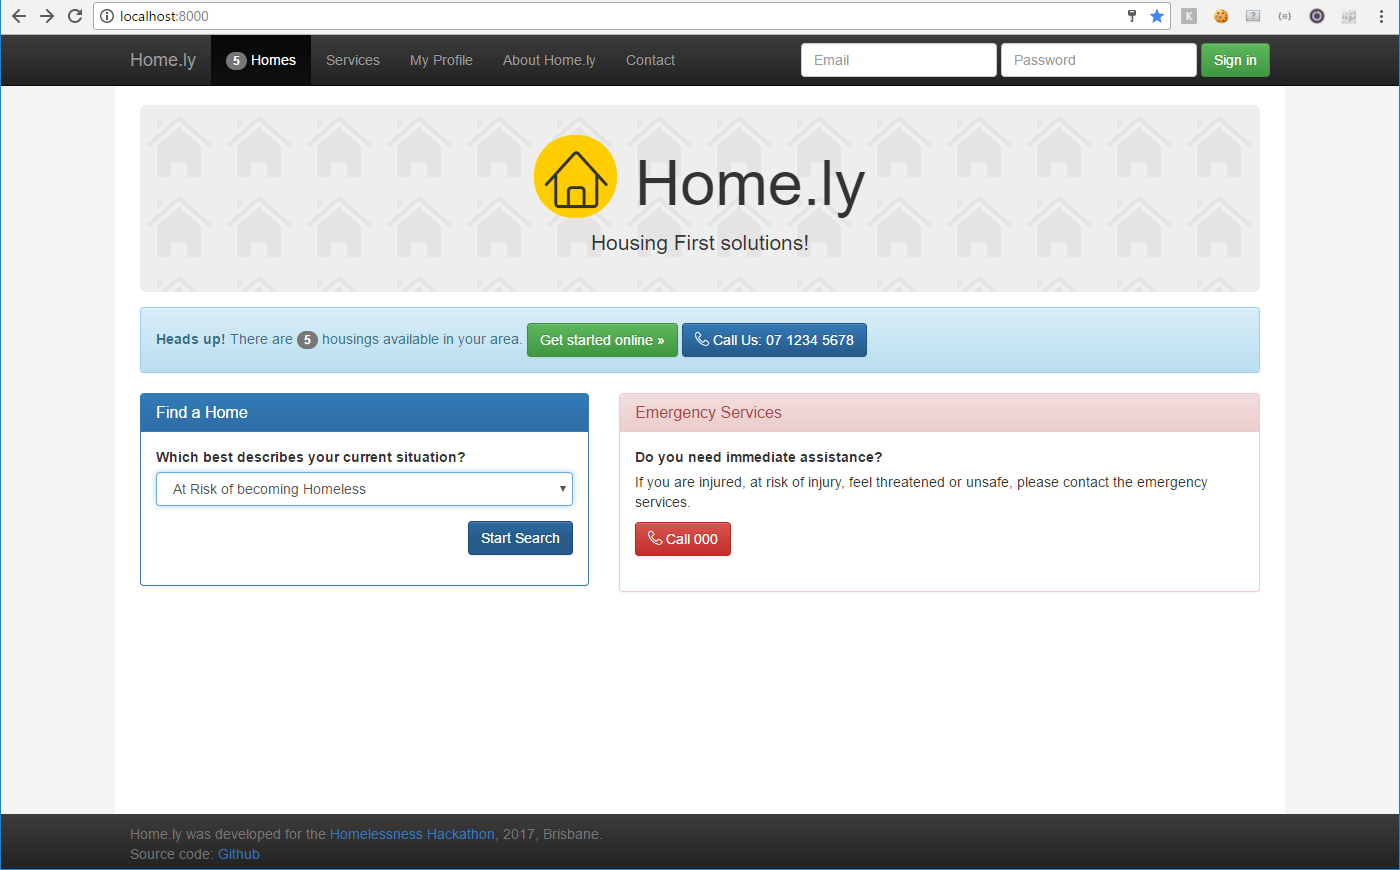 localhost:8000
Home.ly 5 Homes Services My Profile About Home.ly Contact Email Password Sign in
Home.ly
Housing First solutions!
Heads up! There are 5 housings available in your area. Get started online » Call Us: 07 1234 5678
Find a Home
Which best describes your current situation?
At Risk of becoming Homeless
Start Search
Emergency Services
Do you need immediate assistance?
If you are injured, at risk of injury, feel threatened or unsafe, please contact the emergency
services.
Call 000
Home.ly was developed for the Homelessness Hackathon, 2017, Brisbane.
Source code: Github